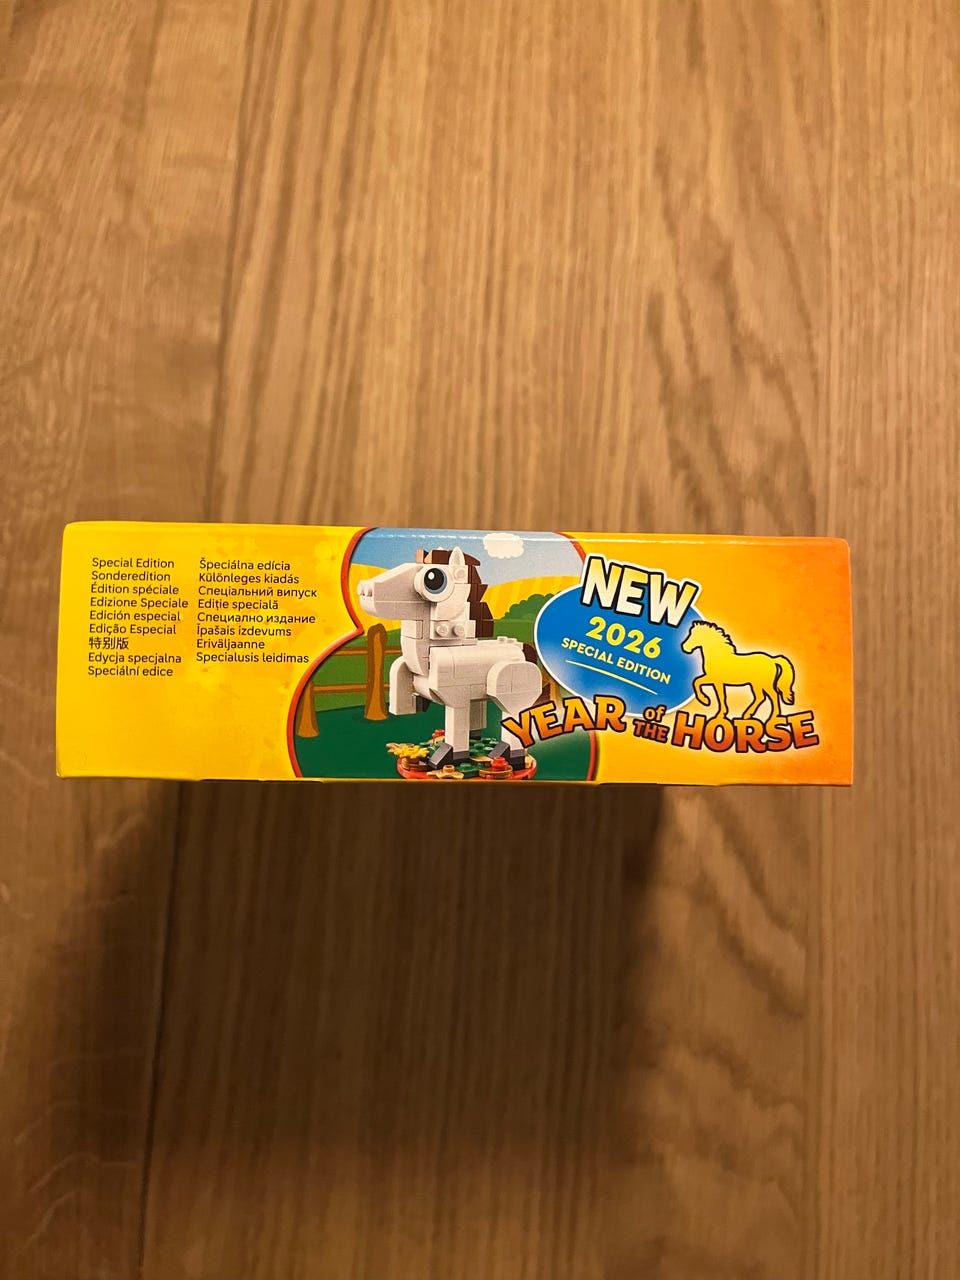 Special Edition
Sonderedition
Édition spéciale
Edizione Speciale
Edición especial
Edição Especial
特别版
Edycja specjalna
Speciální edice
Špeciálna edícia
Különleges kiadás
Спеціальний випуск
Ediție specială
Специално издание
Īpašais izdevums
Eriväljaanne
Specialusis leidimas
NEW
2026
SPECIAL EDITION
YEAR of THE HORSE